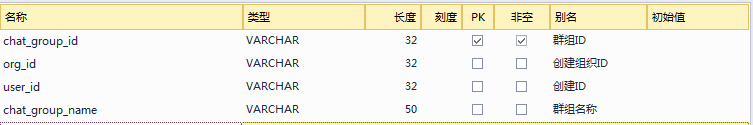 名称 类型 长度 刻度 PK 非空 别名 初始值
chat_group_id VARCHAR 32 群组ID
org_id VARCHAR 32 创建组织ID
user_id VARCHAR 32 创建ID
chat_group_name VARCHAR 50 群组名称